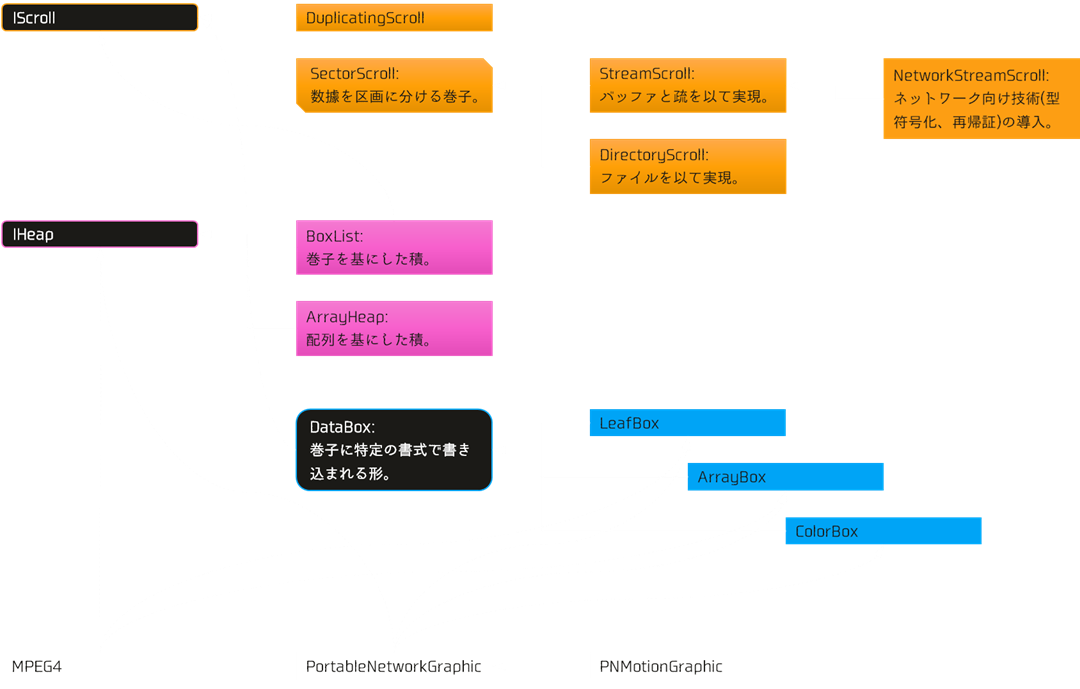 IScroll
DuplicatingScroll
SectorScroll:
数據を区画に分ける巻子。
StreamScroll:
バッファと疏を以て実現。
NetworkStreamScroll:
ネットワーク向け技術(型
符号化、再帰証)の導入。
DirectoryScroll:
ファイルを以て実現。
IHeap
BoxList:
巻子を基にした積。
ArrayHeap:
配列を基にした積。
DataBox:
巻子に特定の書式で書き
込まれる形。
LeafBox
ArrayBox
ColorBox
MPEG4
PortableNetworkGraphic
PNMotionGraphic